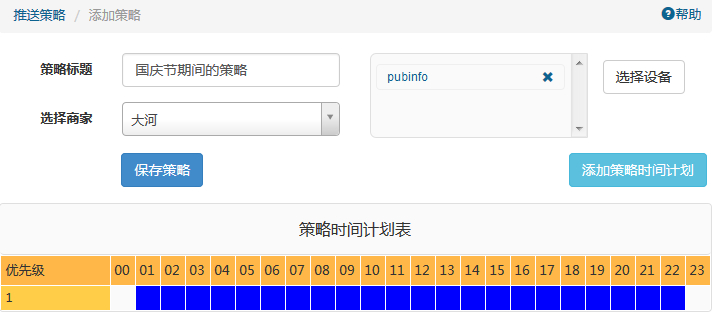 推送策略 / 添加策略
帮助
策略标题
国庆节期间的策略
pubinfo
选择设备
选择商家
大河
保存策略
添加策略时间计划
策略时间计划表
优先级 00 01 02 03 04 05 06 07 08 09 10 11 12 13 14 15 16 17 18 19 20 21 22 23
1